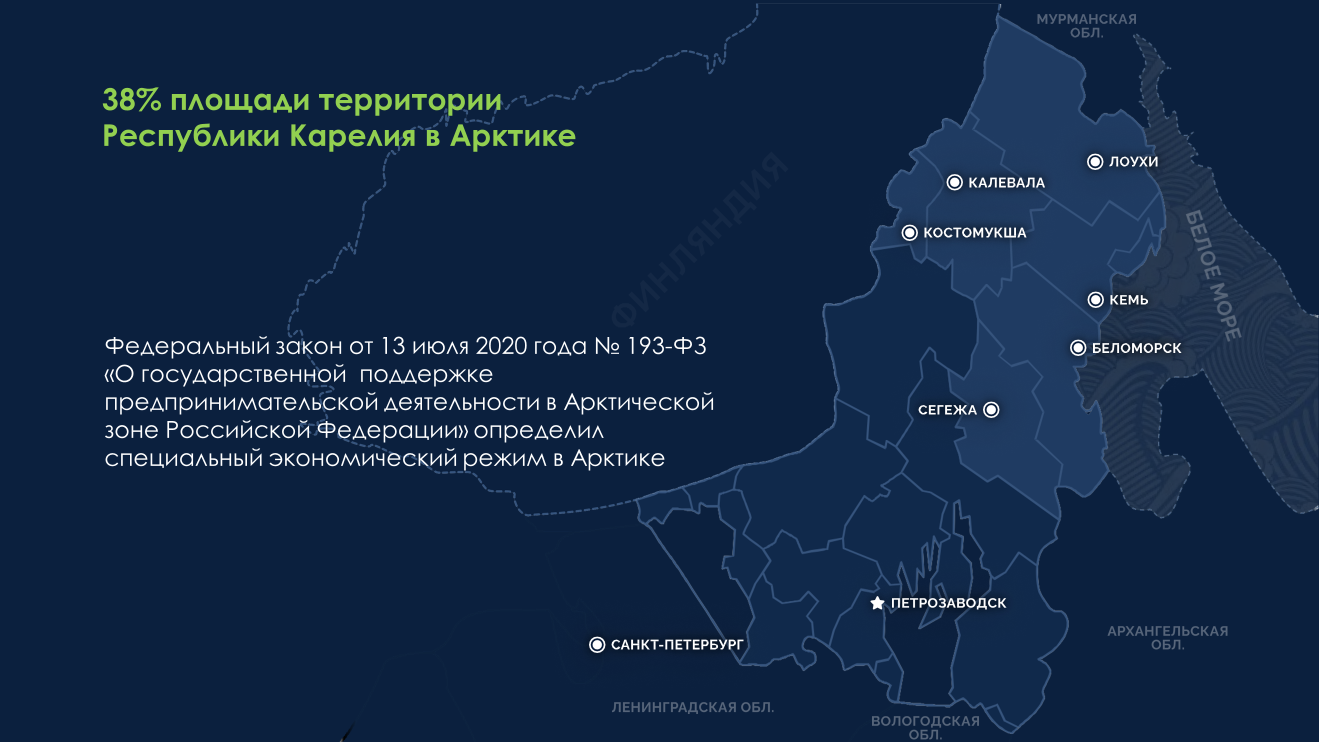 38% площади территории
Республики Карелия в Арктике
Федеральный закон от 13 июля 2020 года № 193-ФЗ
«О государственной поддержке
предпринимательской деятельности в Арктической
зоне Российской Федерации» определил
специальный экономический режим в Арктике
МУРМАНСКАЯ
ОБЛ.
ЛОУХИ
КАЛЕВАЛА
КОСТОМУКША
ФИНЛЯНДИЯ
БЕЛОЕ МОРЕ
КЕМЬ
БЕЛОМОРСК
СЕГЕЖА
ПЕТРОЗАВОДСК
САНКТ-ПЕТЕРБУРГ
АРХАНГЕЛЬСКАЯ
ОБЛ.
ЛЕНИНГРАДСКАЯ ОБЛ.
ВОЛОГОДСКАЯ
ОБЛ.